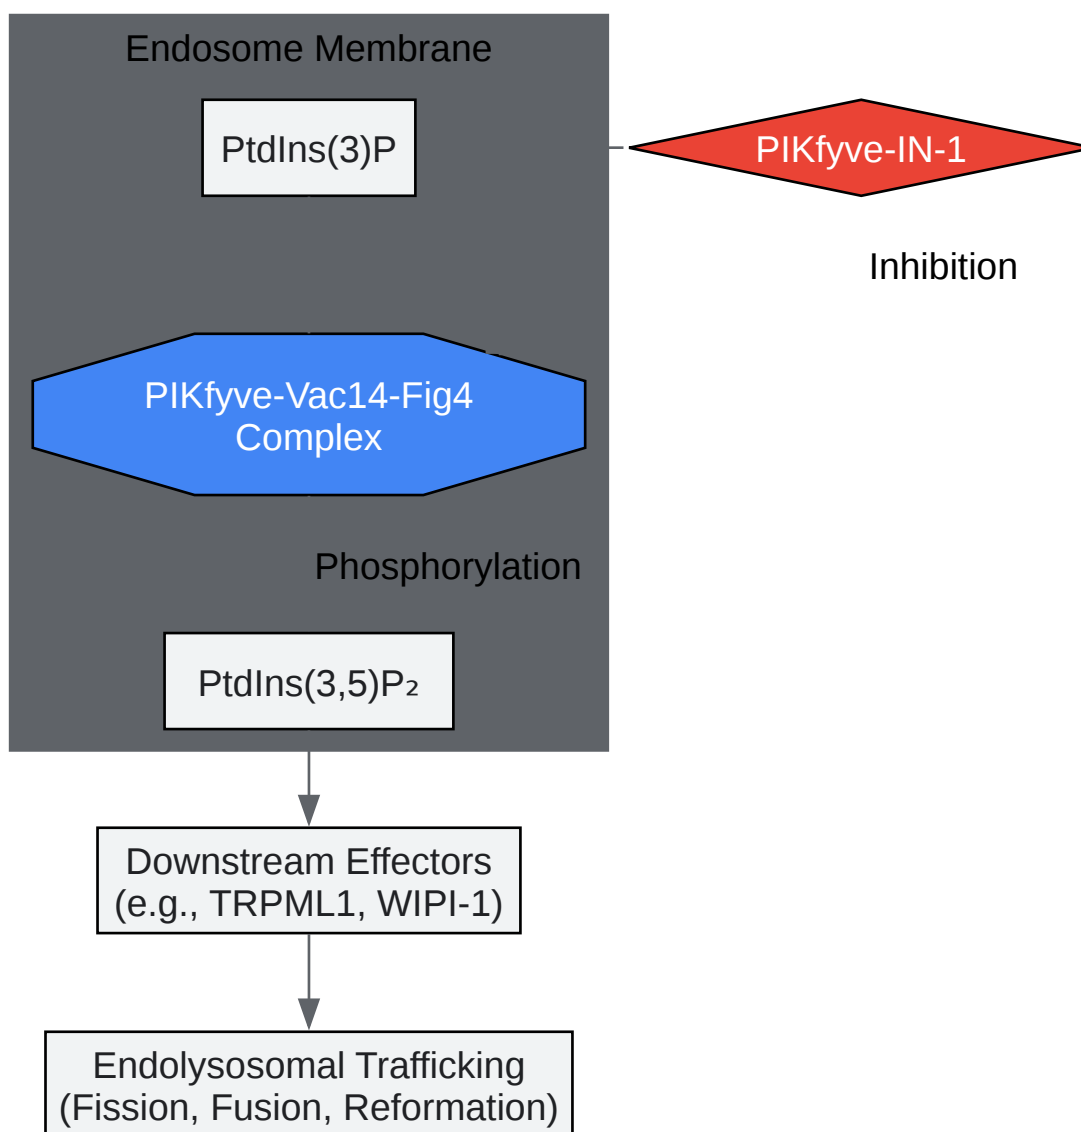 Endosome Membrane
PtdIns(3)P
PIKfyve-IN-1
Inhibition
PIKfyve-Vac14-Fig4
Complex
Phosphorylation
PtdIns(3,5)P₂
Downstream Effectors
(e.g., TRPML1, WIPI-1)
Endolysosomal Trafficking
(Fission, Fusion, Reformation)